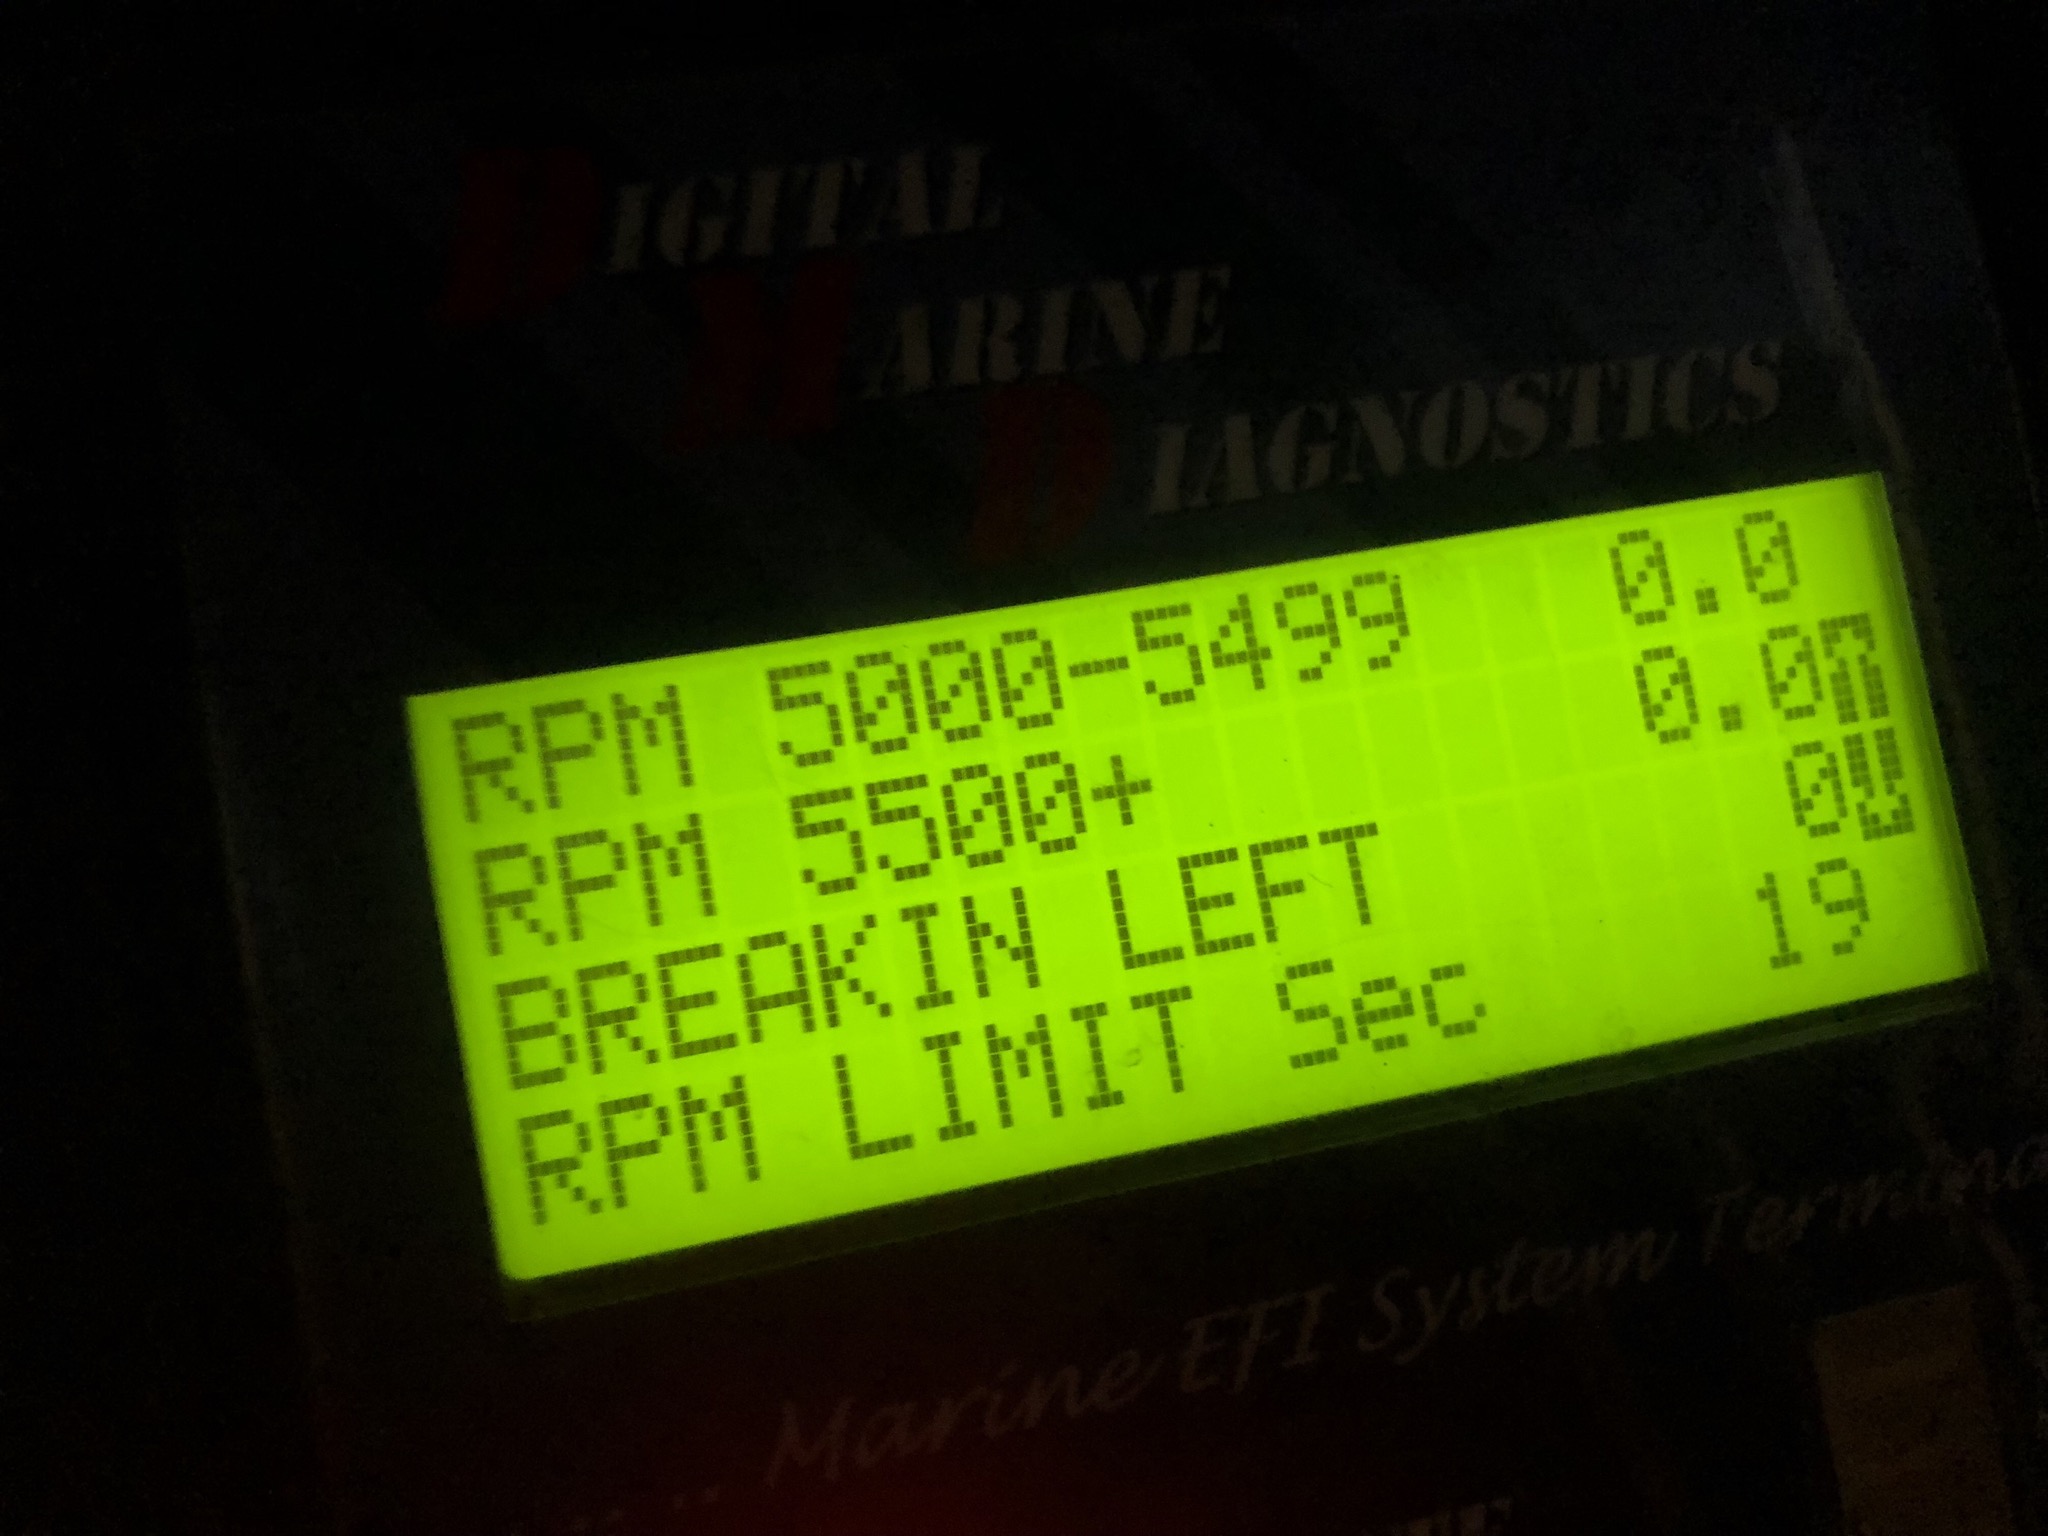 DIGITAL
MARINE
DIAGNOSTICS
RPM 5000-5499 0.0
RPM 5500+ 0.0
BREAKIN LEFT 0
RPM LIMIT Sec 19
Marine EFI System